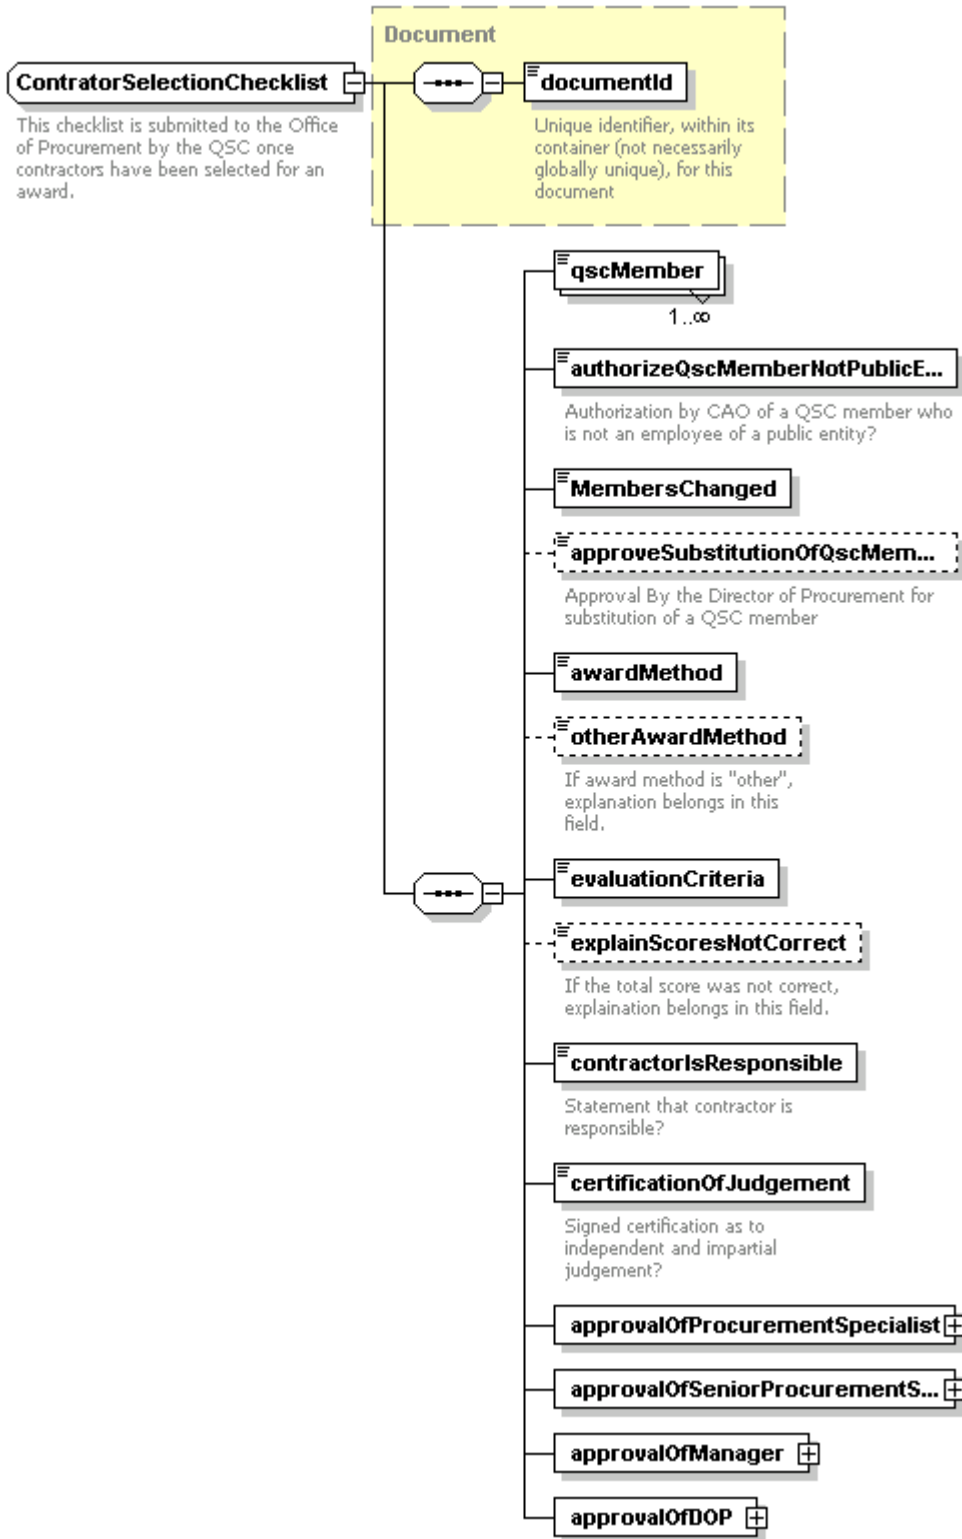 Document
ContratorSelectionChecklist
This checklist is submitted to the Office
of Procurement by the QSC once
contractors have been selected for an
award.
documentId
Unique identifier, within its
container (not necessarily
globally unique), for this
document
qscMember
1..∞
authorizeQscMemberNotPublicE...
Authorization by CAO of a QSC member who
is not an employee of a public entity?
MembersChanged
approveSubstitutionOfQscMem...
Approval By the Director of Procurement for
substitution of a QSC member
awardMethod
otherAwardMethod
If award method is "other",
explanation belongs in this
field.
evaluationCriteria
explainScoresNotCorrect
If the total score was not correct,
explaination belongs in this field.
contractorIsResponsible
Statement that contractor is
responsible?
certificationOfJudgement
Signed certification as to
independent and impartial
judgement?
approvalOfProcurementSpecialist
approvalOfSeniorProcurementS...
approvalOfManager
approvalOfDOP